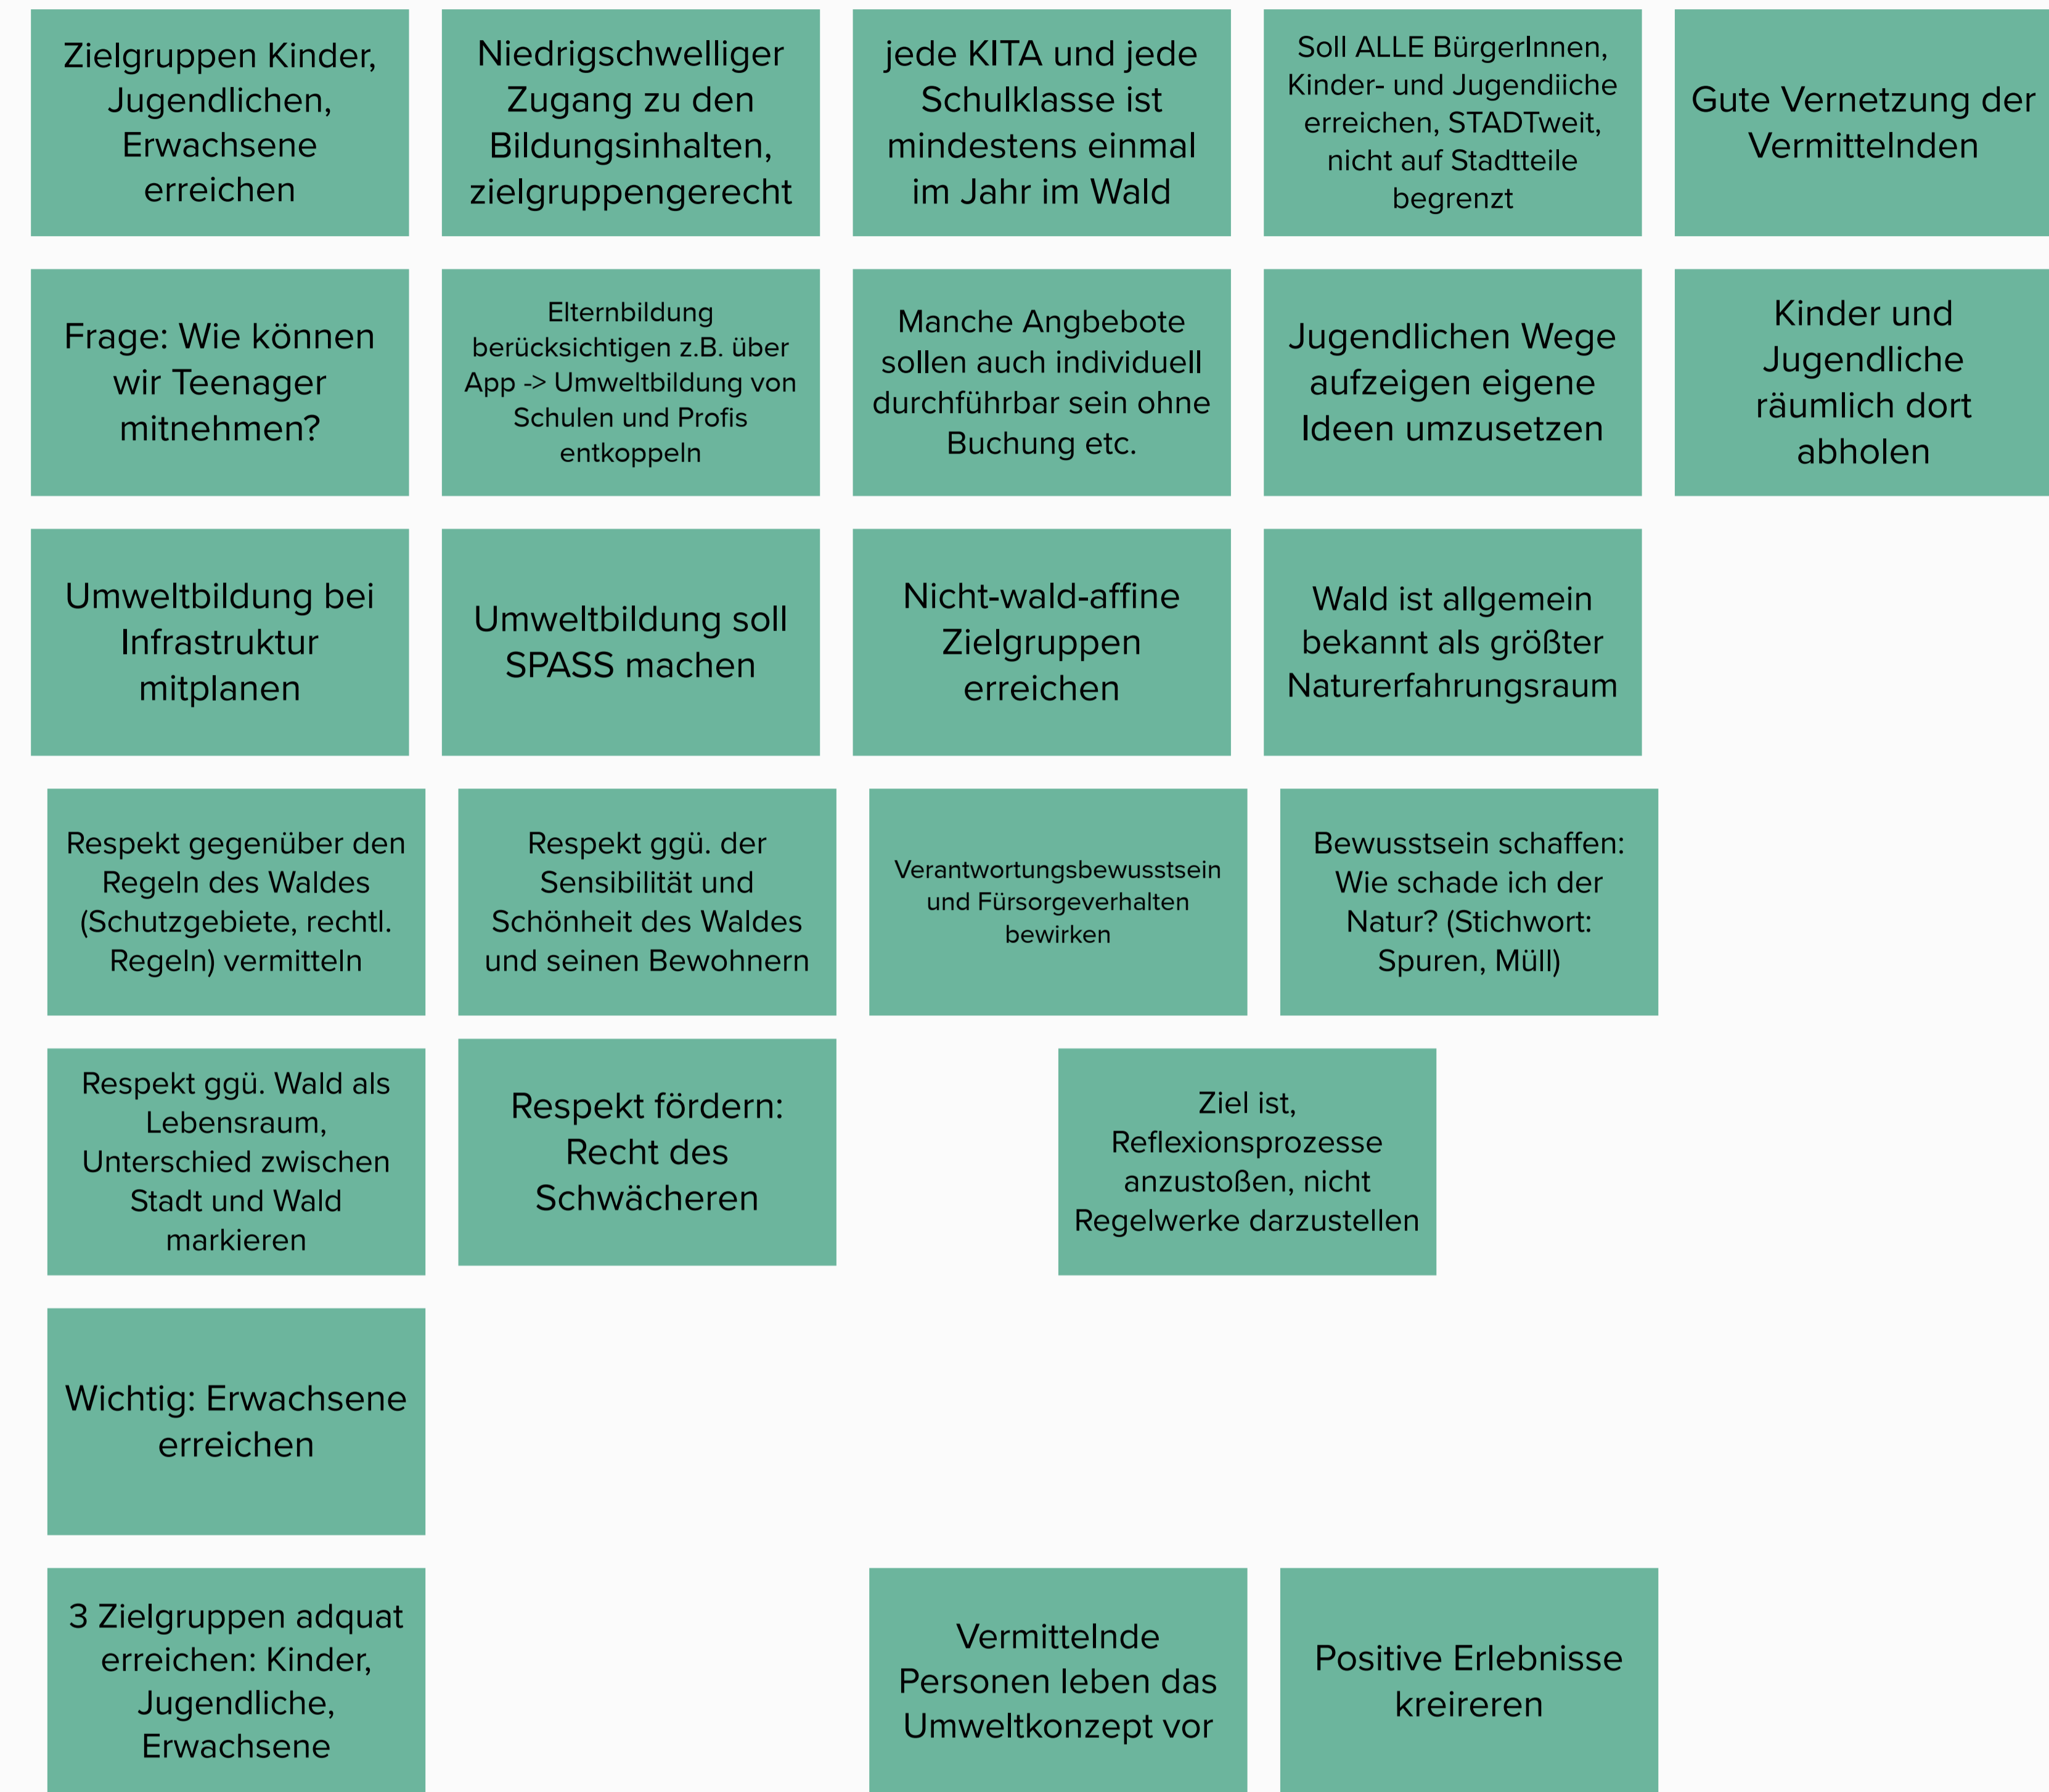 Zielgruppen Kinder,
Jugendlichen,
Erwachsene
erreichen
Niedrigschwelliger
Zugang zu den
Bildungsinhalten,
zielgruppengerecht
jede KITA und jede
Schulklasse ist
mindestens einmal
im Jahr im Wald
Soll ALLE BürgerInnen,
Kinder- und Jugendiiche
erreichen, STADTweit,
nicht auf Stadtteile
begrenzt
Gute Vernetzung der
Vermittelnden
Frage: Wie können
wir Teenager
mitnehmen?
Elternbildung
berücksichtigen z.B. über
App -> Umweltbildung von
Schulen und Profis
entkoppeln
Manche Angbebote
sollen auch individuell
durchführbar sein ohne
Buchung etc.
Jugendlichen Wege
aufzeigen eigene
Ideen umzusetzen
Kinder und
Jugendliche
räumlich dort
abholen
Umweltbildung bei
Infrastruktur
mitplanen
Umweltbildung soll
SPASS machen
Nicht-wald-affine
Zielgruppen
erreichen
Wald ist allgemein
bekannt als größter
Naturerfahrungsraum
Respekt gegenüber den
Regeln des Waldes
(Schutzgebiete, rechtl.
Regeln) vermitteln
Respekt ggü. der
Sensibilität und
Schönheit des Waldes
und seinen Bewohnern
Verantwortungsbewusstsein
und Fürsorgeverhalten
bewirken
Bewusstsein schaffen:
Wie schade ich der
Natur? (Stichwort:
Spuren, Müll)
Respekt ggü. Wald als
Lebensraum,
Unterschied zwischen
Stadt und Wald
markieren
Respekt fördern:
Recht des
Schwächeren
Ziel ist,
Reflexionsprozesse
anzustoßen, nicht
Regelwerke darzustellen
Wichtig: Erwachsene
erreichen
3 Zielgruppen adquat
erreichen: Kinder,
Jugendliche,
Erwachsene
Vermittelnde
Personen leben das
Umweltkonzept vor
Positive Erlebnisse
kreireren